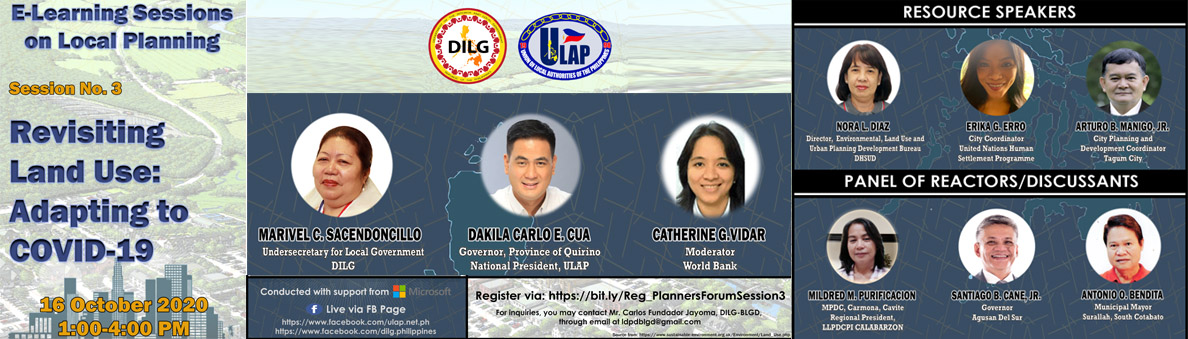 E-Learning Sessions
on Local Planning
Session No. 3
Revisiting
Land Use:
Adapting to
COVID-19
16 October 2020
1:00-4:00 PM
DILG
ULAP
UNION OF LOCAL AUTHORITIES OF THE PHILIPPINES
MARIVEL C. SACENDONCILLO
Undersecretary for Local Government
DILG
DAKILA CARLO E. CUA
Governor, Province of Quirino
National President, ULAP
CATHERINE G.VIDAR
Moderator
World Bank
Conducted with support from Microsoft
Live via FB Page
https://www.facebook.com/ulap.net.ph
https://www.facebook.com/dilg.philippines
Register via: https://bit.ly/Reg_PlannersForumSession3
For inquiries, you may contact Mr. Carlos Fundador Jayoma, DILG-BLGD,
through email at ldpdblgd@gmail.com
RESOURCE SPEAKERS
NORA L. DIAZ
Director, Environmental, Land Use and
Urban Planning Development Bureau
DHSUD
ERIKA G. ERRO
City Coordinator
United Nations Human
Settlement Programme
ARTURO B. MANIGO, JR.
City Planning and
Development Coordinator
Tagum City
PANEL OF REACTORS/DISCUSSANTS
MILDRED M. PURIFICACION
MPDC, Carmona, Cavite
Regional President,
LLPDCPI CALABARZON
SANTIAGO B. CANE, JR.
Governor
Agusan Del Sur
ANTONIO O. BENDITA
Municipal Mayor
Surallah, South Cotabato